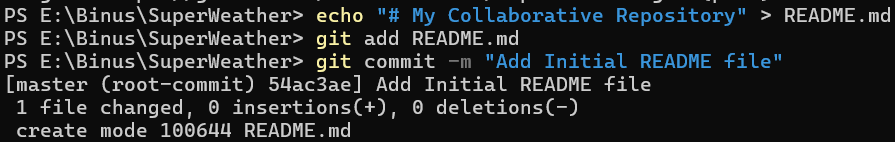 PS E:\Binus\SuperWeather> echo "# My Collaborative Repository" > README.md
PS E:\Binus\SuperWeather> git add README.md
PS E:\Binus\SuperWeather> git commit -m "Add Initial README file"
[master (root-commit) 54ac3ae] Add Initial README file
 1 file changed, 0 insertions(+), 0 deletions(-)
 create mode 100644 README.md